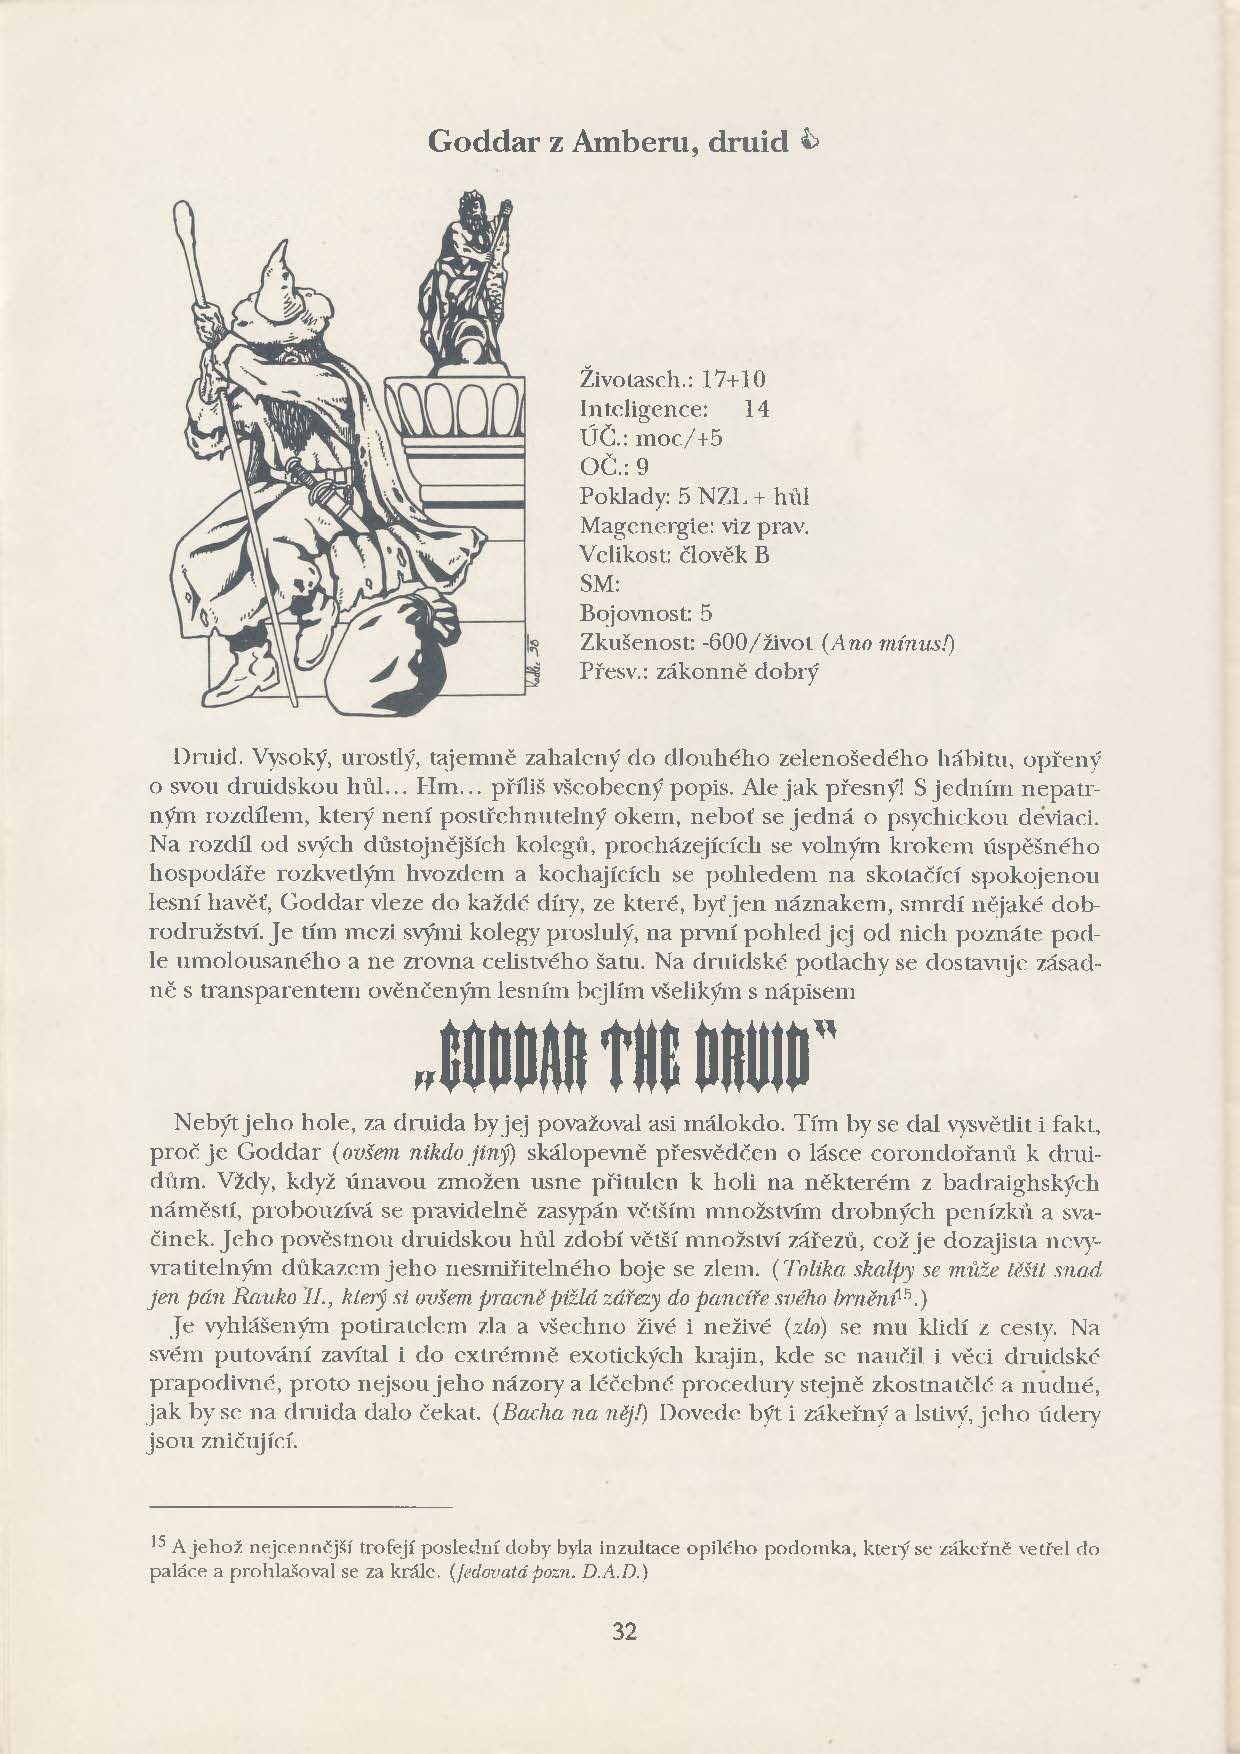 Goddar z Amberu, druid
Životasch.: 17+10
Inteligence: 14
ÚČ.: moc/+5
OČ.: 9
Poklady: 5 NZL + hůl
Magenergie: viz prav.
Velikost: člověk B
SM:
Bojovnost: 5
Zkušenost: -600/život (Ano mínus!)
Přesv.: zákonně dobrý
Druid. Vysoký, urostlý, tajemně zahalený do dlouhého zelenošedého hábitu, opřený
o svou druidskou hůl... Hm... příliš všeobecný popis. Ale jak přesný! S jedním nepatr-
ným rozdílem, který není postřehnutelný okem, neboť se jedná o psychickou deviaci.
Na rozdíl od svých důstojnějších kolegů, procházejících se volným krokem úspěšného
hospodáře rozkvetlým hvozdem a kochajících se pohledem na skotačící spokojenou
lesní havěť, Goddar vleze do každé díry, ze které, byť jen náznakem, smrdí nějaké dob-
rodružství. Je tím mezi svými kolegy proslulý, na první pohled jej od nich poznáte pod-
le umolousaného a ne zrovna celistvého šatu. Na druidské potlachy se dostavuje zásad-
ně s transparentem ověnčeným lesním bejlím všelikým s nápisem
„GODDAR THE DRUID"
Nebýt jeho hole, za druida by jej považoval asi málokdo. Tím by se dal vysvětlit i fakt,
proč je Goddar (ovšem nikdo jiný) skálopevně přesvědčen o lásce corondořanů k drui-
dům. Vždy, když únavou zmožen usne přitulen k holi na některém z badraighských
náměstí, probouzívá se pravidelně zasypán větším množstvím drobných penízků a sva-
činek. Jeho pověstnou druidskou hůl zdobí větší množství zářezů, což je dozajista nevy-
vratitelným důkazem jeho nesmiřitelného boje se zlem. (Tolika skalpy se může těšit snad
jen pán Rauko II., který si ovšem pracně pižlá zářezy do pancíře svého brnění¹⁵.)
Je vyhlášeným potiratelem zla a všechno živé i neživé (zlo) se mu klidí z cesty. Na
svém putování zavítal i do extrémně exotických krajin, kde se naučil i věci druidské
prapodivné, proto nejsou jeho názory a léčebné procedury stejně zkostnatělé a nudné,
jak by se na druida dalo čekat. (Bacha na něj!) Dovede být i zákeřný a lstivý, jeho údery
jsou zničující.
¹⁵ A jehož nejcennější trofejí poslední doby byla inzultace opilého podomka, který se zákeřně vetřel do
paláce a prohlašoval se za krále. (Jedovatá pozn. D.A.D.)
32